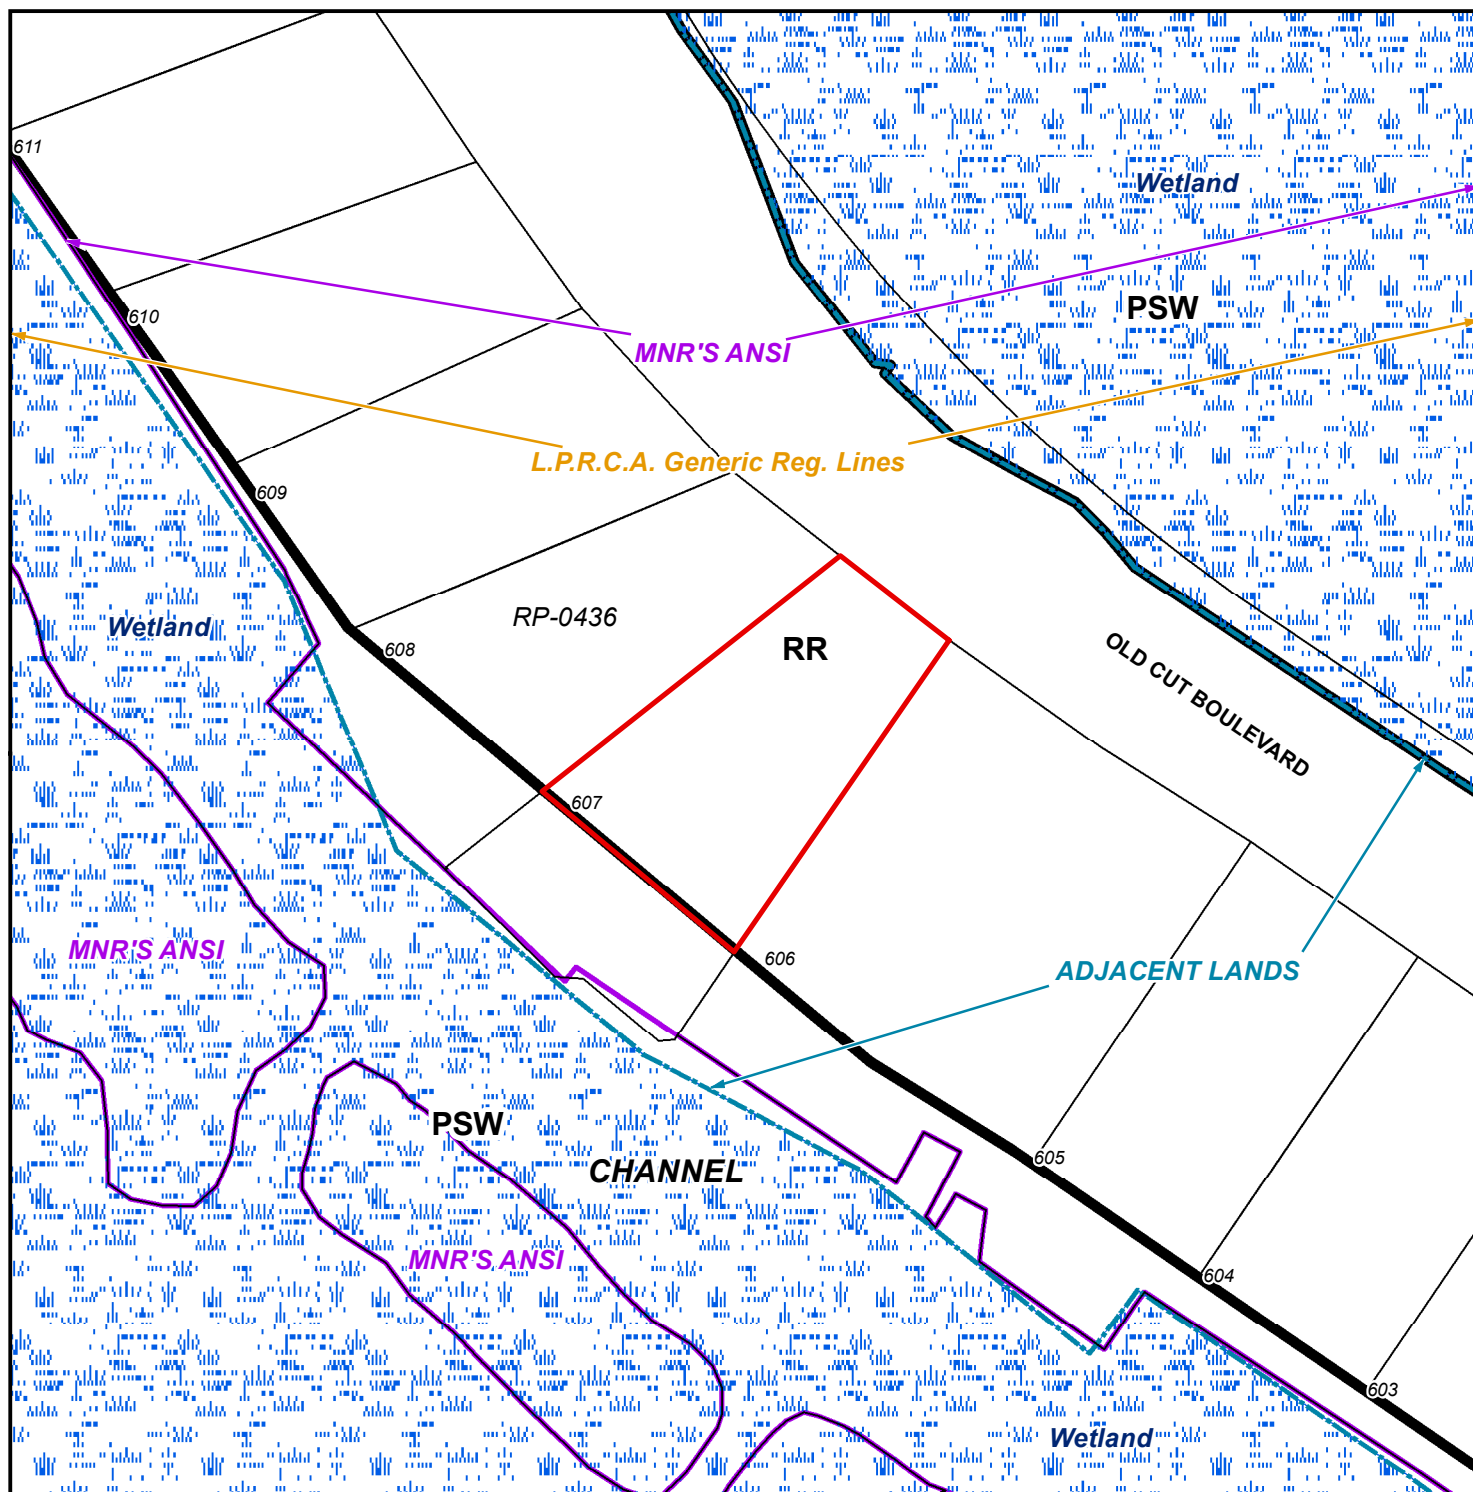 611
Wetland
PSW
610
MNR'S ANSI
L.P.R.C.A. Generic Reg. Lines
609
Wetland
RP-0436
608
RR
OLD CUT BOULEVARD
607
MNR'S ANSI
606
ADJACENT LANDS
PSW
CHANNEL
605
MNR'S ANSI
604
603
Wetland